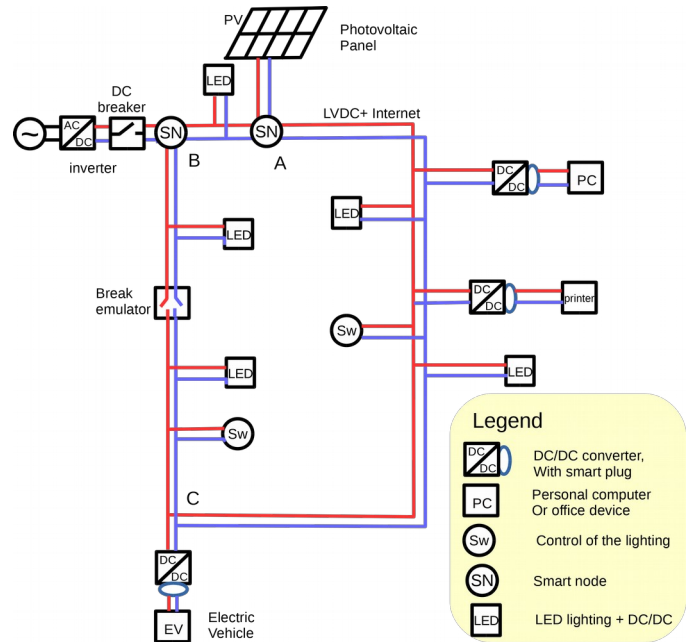 PV
Photovoltaic
Panel
LED
DC
breaker
LVDC+ Internet
AC
DC
SN
SN
~
B
A
inverter
DC
DC
PC
LED
LED
Break
emulator
DC
DC
printer
Sw
LED
LED
Sw
Legend
DC
DC
DC/DC converter,
With smart plug
PC
Personal computer
Or office device
C
Sw
Control of the lighting
DC
DC
SN
Smart node
EV
Electric
Vehicle
LED
LED lighting + DC/DC